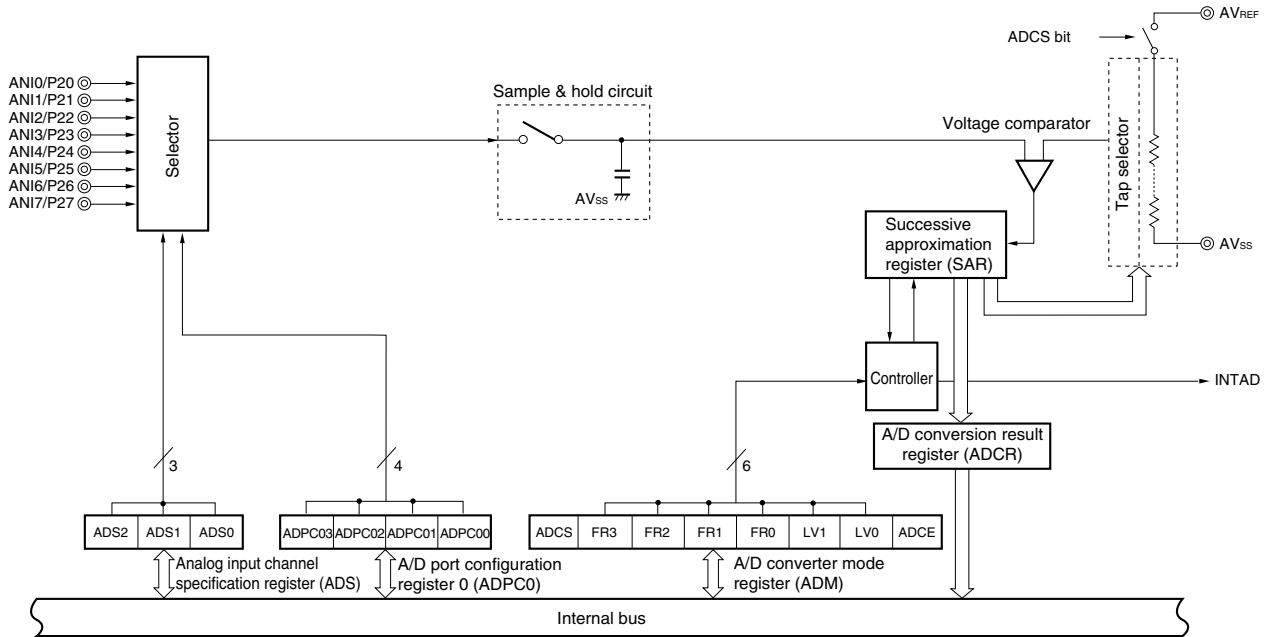 AVREF
ADCS bit
ANI0/P20
ANI1/P21
ANI2/P22
ANI3/P23
ANI4/P24
ANI5/P25
ANI6/P26
ANI7/P27
Selector
Sample & hold circuit
AVSS
Voltage comparator
Tap selector
AVSS
Successive
approximation
register (SAR)
Controller
INTAD
A/D conversion result
register (ADCR)
3
4
6
ADS2 ADS1 ADS0
ADPC03 ADPC02 ADPC01 ADPC00
ADCS FR3 FR2 FR1 FR0 LV1 LV0 ADCE
Analog input channel
specification register (ADS)
A/D port configuration
register 0 (ADPC0)
A/D converter mode
register (ADM)
Internal bus